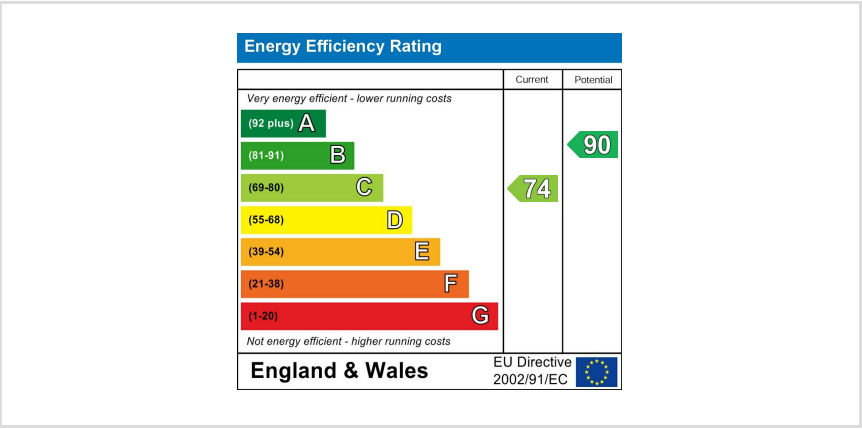 Energy Efficiency Rating
Current Potential
Very energy efficient - lower running costs
(92 plus) A
(81-91) B
90
(69-80) C
74
(55-68) D
(39-54) E
(21-38) F
(1-20) G
Not energy efficient - higher running costs
England & Wales
EU Directive
2002/91/EC